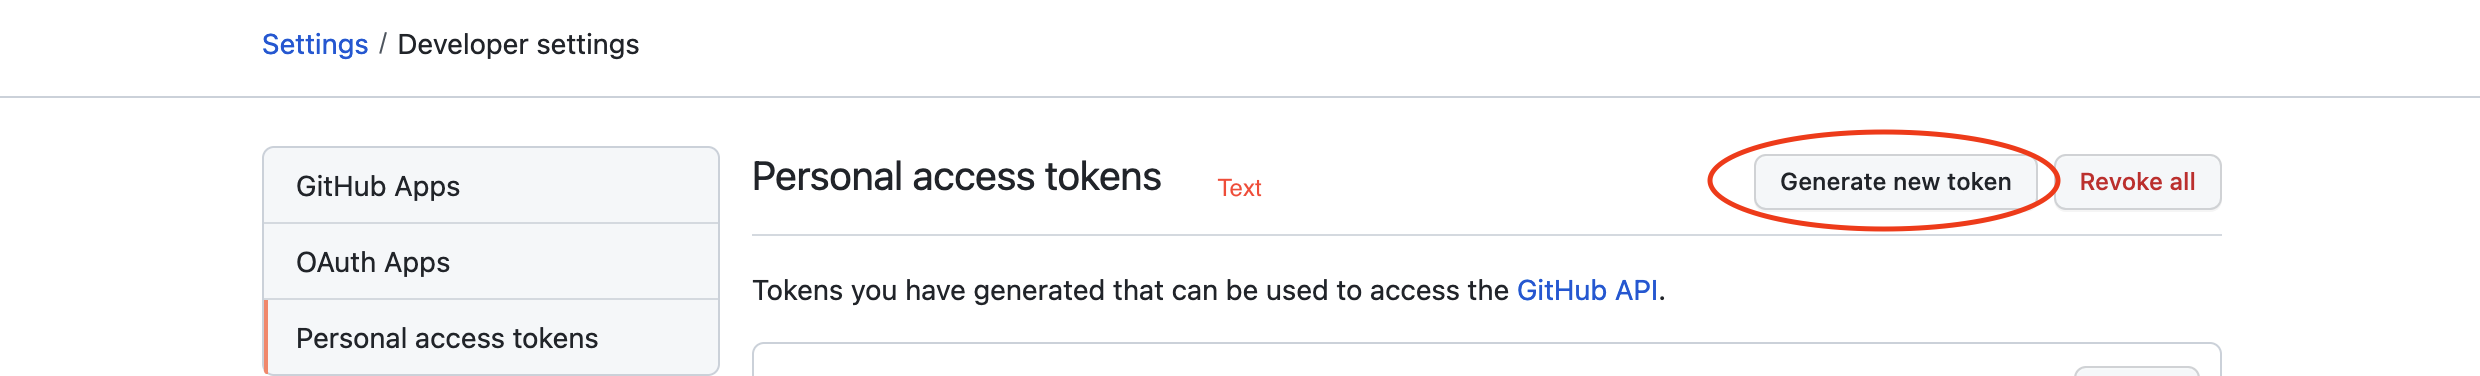 Settings / Developer settings
GitHub Apps
OAuth Apps
Personal access tokens
Personal access tokens
Text
Generate new token
Revoke all
Tokens you have generated that can be used to access the GitHub API.